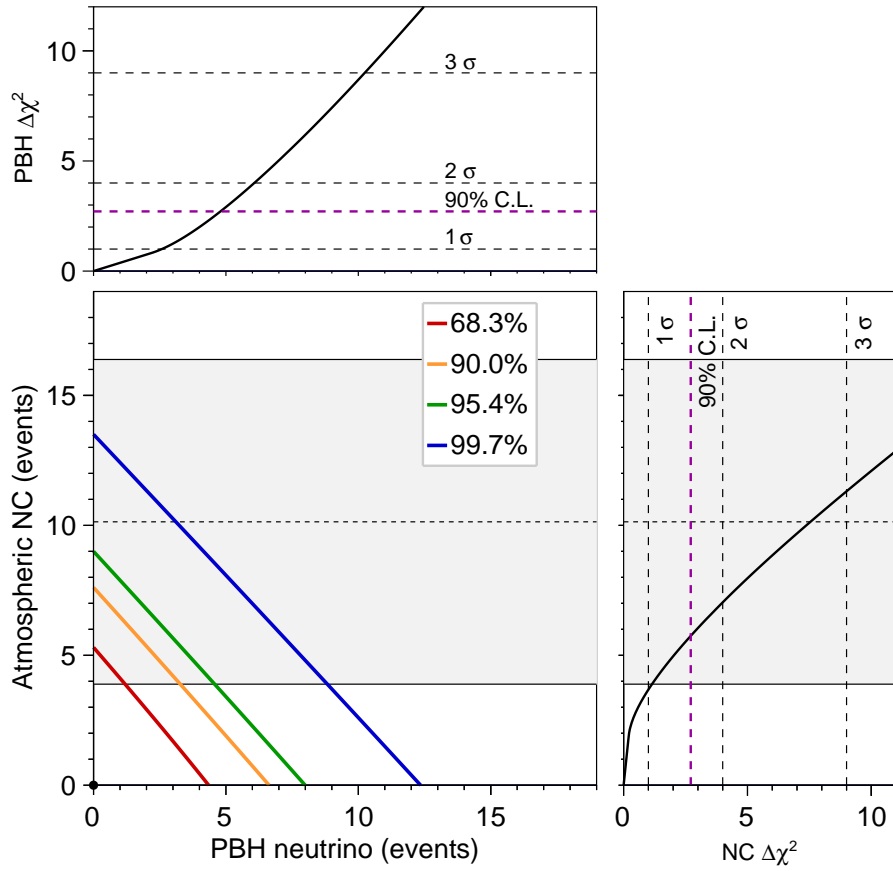 10
5
0
PBH Δχ²
3 σ
2 σ
90% C.L.
1 σ
15
10
5
0
Atmospheric NC (events)
68.3%
90.0%
95.4%
99.7%
0 5 10 15
PBH neutrino (events)
1 σ
90% C.L.
2 σ
3 σ
0 5 10
NC Δχ²